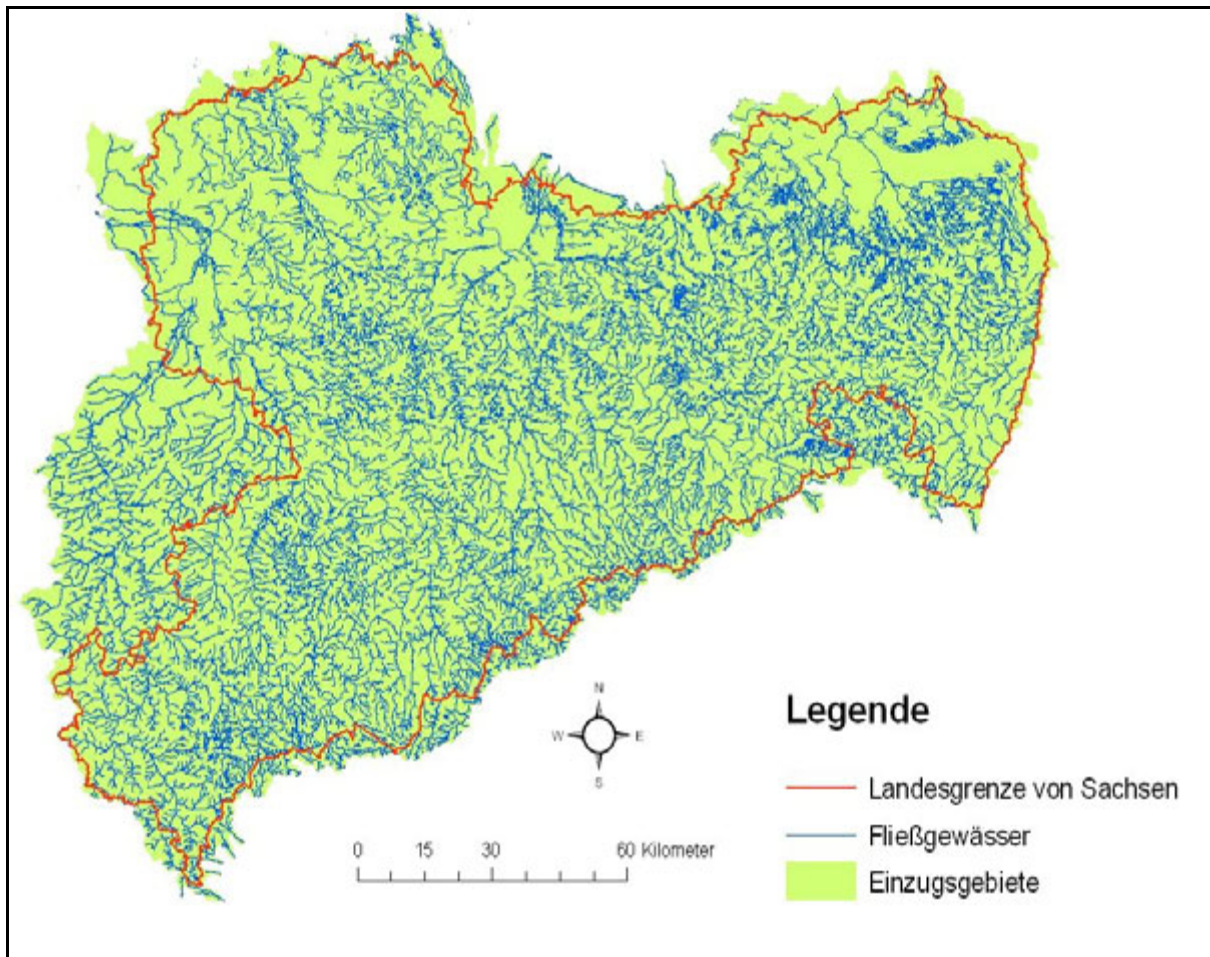 N
W E
S
Legende
Landesgrenze von Sachsen
Fließgewässer
Einzugsgebiete
0 15 30 60 Kilometer